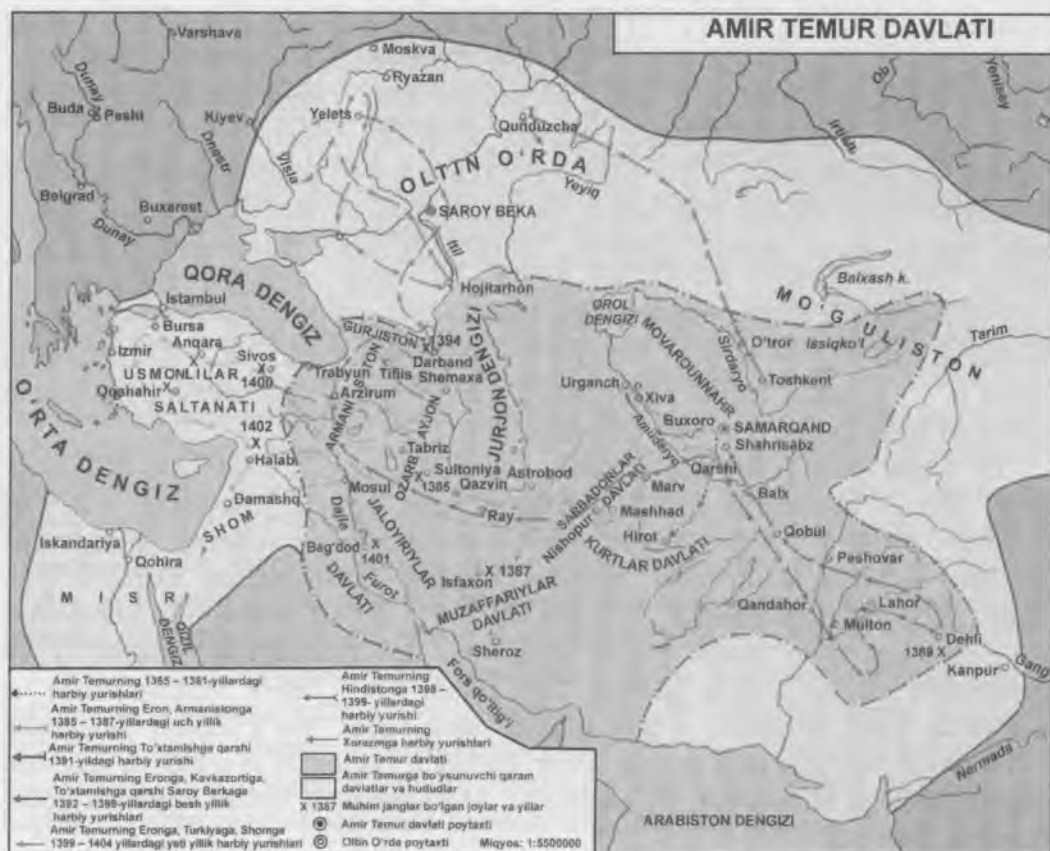 AMIR TEMUR DAVLATI
Varshava
Moskva
Ryazan
Dunay
Buda
Pesht
Kiyev
Yelets
Qunduzcha
Ob
Yenisey
Irtish
Dnestr
Visla
OLTIN O'RDA
Yeyiq
Belgrad
Buxarest
Dunay
SAROY BEKA
Itil
QORA DENGIZ
Hojitarhon
Balxash k.
MO'G'ULISTON
Istambul
Bursa
Anqara
Izmir
Sivos
X
1400
USMONLILAR
SALTANATI
Qoshahir
X
GURJISTON
1394
Darband
Trabyun
Tiflis
Shemaxa
Arzirum
ARMANISTON
OZARBAYJON
JURJON DENGIZI
OROL
DENGIZI
MOVAROUNNAHR
Sirdaryo
O'tror
Issiqko'l
Tarim
Toshkent
Urganch
Xiva
Buxoro
SAMARQAND
Shahrisabz
Amudaryo
Qarshi
O'RTA DENGIZ
1402
X
Halab
Tabriz
Sultoniya
X
1385
Qazvin
Astrobod
Mosul
Ray
SARBADORLAR
DAVLATI
Marv
Mashhad
Nishopur
Balx
Damashq
SHOM
Dajla
JALOYIRIYLAR
DAVLATI
Bag'dod
X
1401
Furot
Hirot
KURTLAR DAVLATI
Qobul
Peshovar
Iskandariya
Qohira
MISR
QIZIL
DENGIZ
Isfaxon
X 1387
MUZAFFARIYLAR
DAVLATI
Sheroz
Fors qo'ltig'i
Qandahor
Lahor
Multon
Dehli
1389 X
Kanpur
Gang
Nermada
ARABISTON DENGIZI
Amir Temurning 1365 – 1381-yillardagi
harbiy yurishlari
Amir Temurning Eron, Armanistonga
1385 – 1387-yillardagi uch yillik
harbiy yurishi
Amir Temurning To'xtamishga qarshi
1391-yildagi harbiy yurishi
Amir Temurning Eronga, Kavkazortiga,
To'xtamishga qarshi Saroy Berkaga
1392 – 1399-yillerdagi besh yillik
harbiy yurishlari
Amir Temurning Eronga, Turkiyaga, Shomga
1399 – 1404 yillerdagi yeti yillik harbiy yurishlari
Amir Temurning
Hindistonga 1398 –
1399- yillardagi
harbiy yurishi
Amir Temurning
Xorazmga harbiy yurishlari
Amir Temur davlati
Amir Temurga bo'ysunuvchi qaram
davlatlar va hududlar
X 1387 Muhim janglar bo'lgan joylar va yillar
Amir Temur davlati poytaxti
Oltin O'rda poytaxti Miqyos: 1:5500000